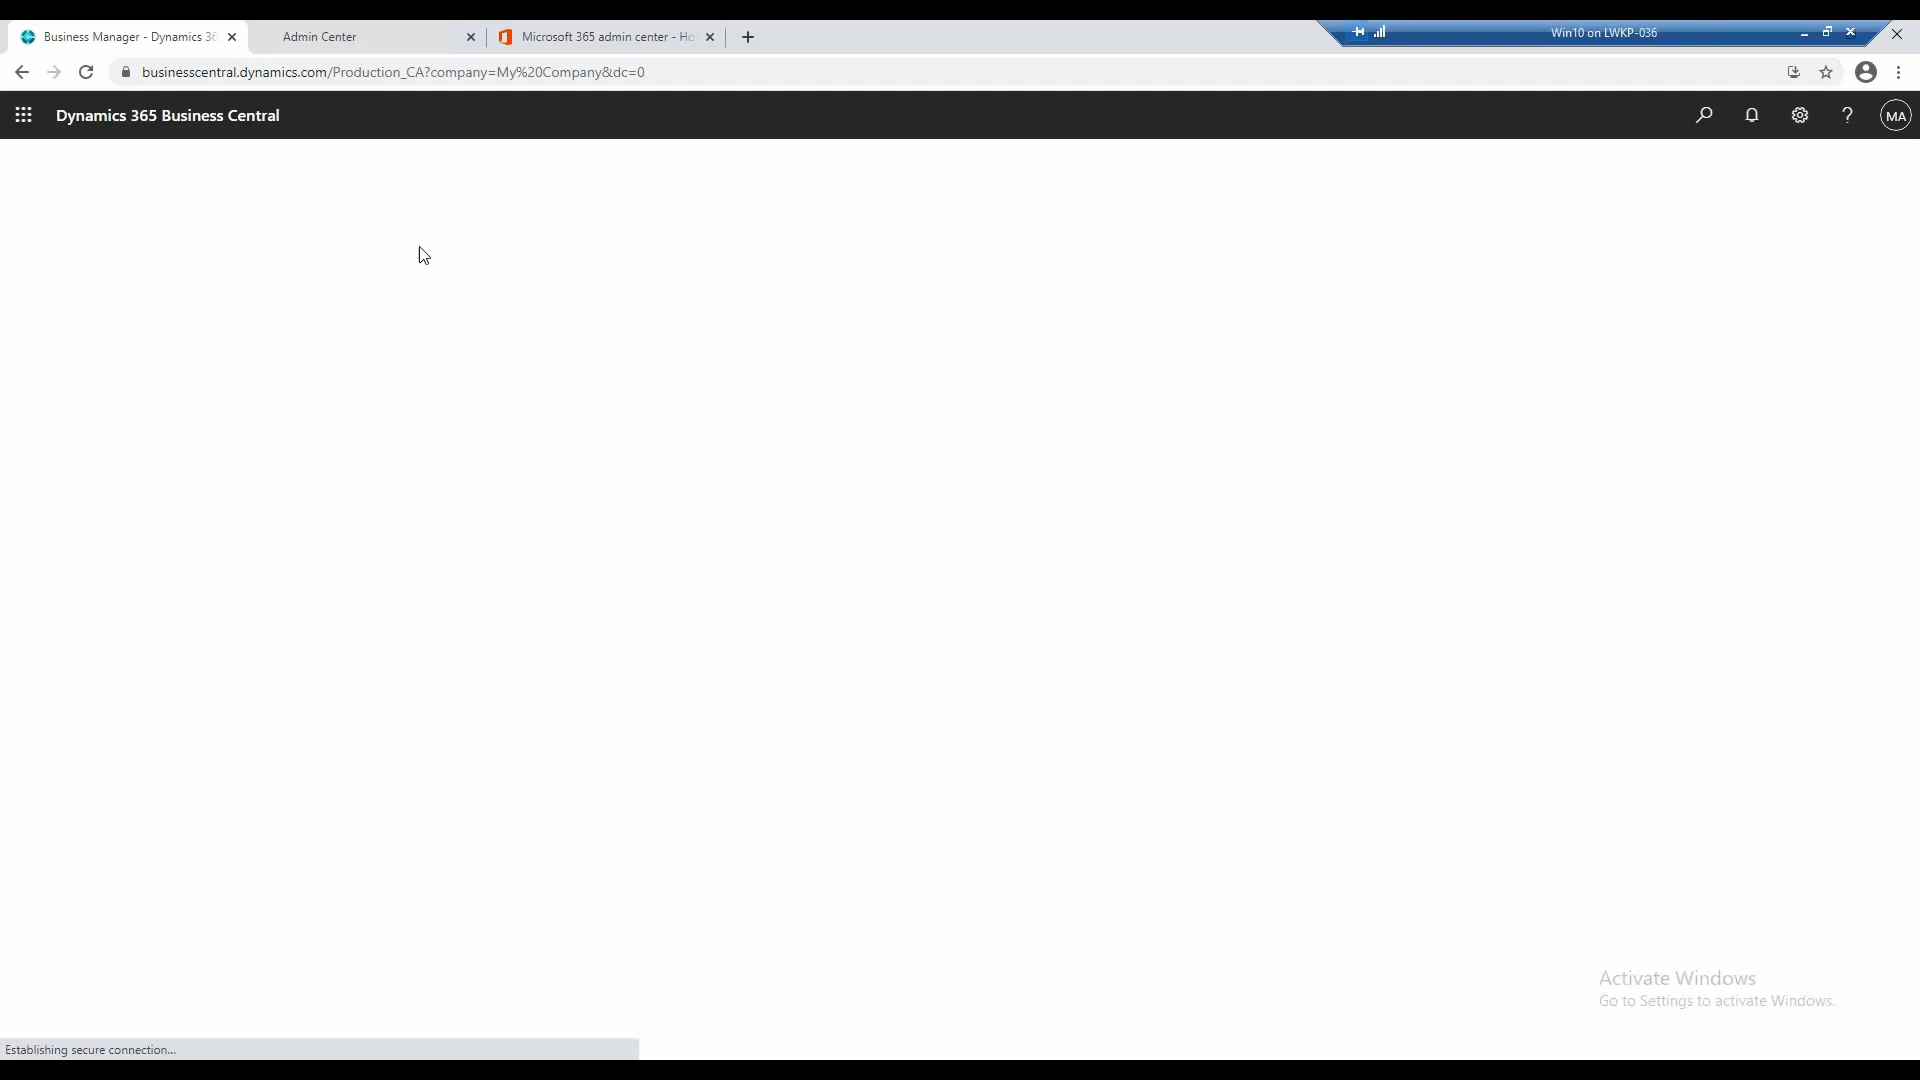 Business Manager - Dynamics 36
Admin Center
Microsoft 365 admin center - Ho
Win10 on LWKP-036
businesscentral.dynamics.com/Production_CA?company=My%20Company&dc=0
Dynamics 365 Business Central
MA
Activate Windows
Go to Settings to activate Windows.
Establishing secure connection...